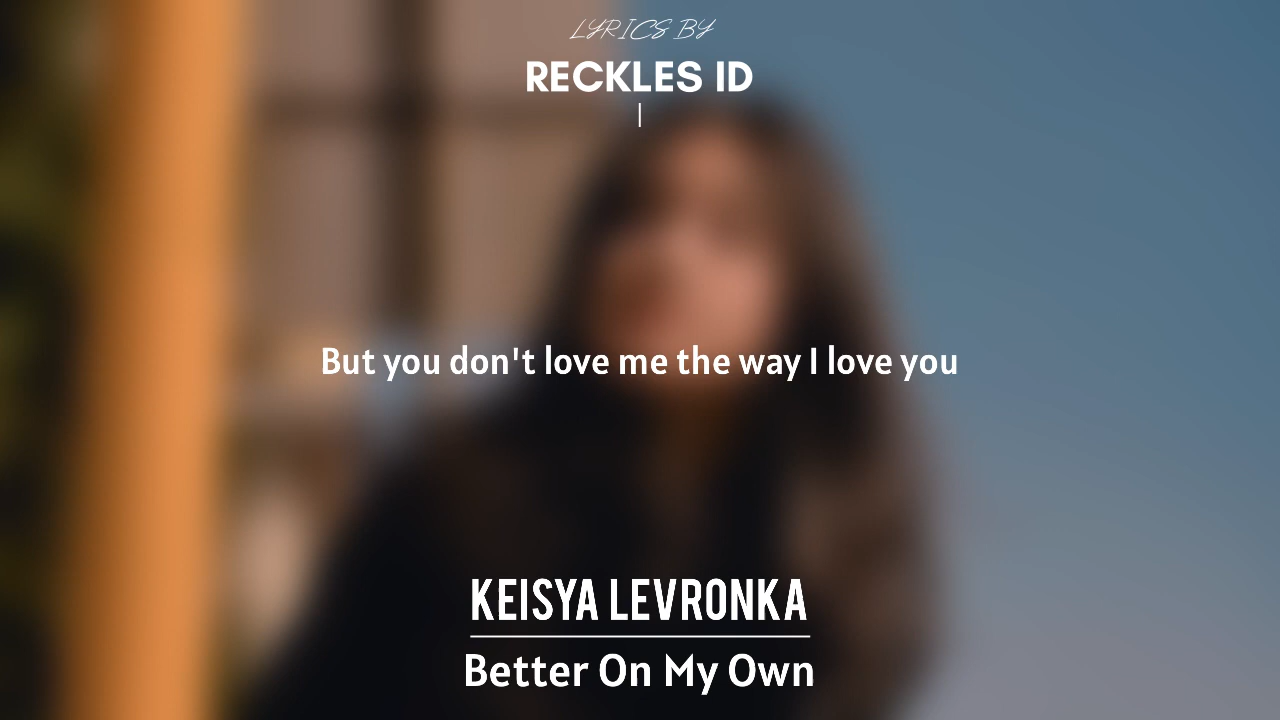 LYRICS BY
RECKLES ID
But you don't love me the way I love you
KEISYA LEVRONKA
Better On My Own